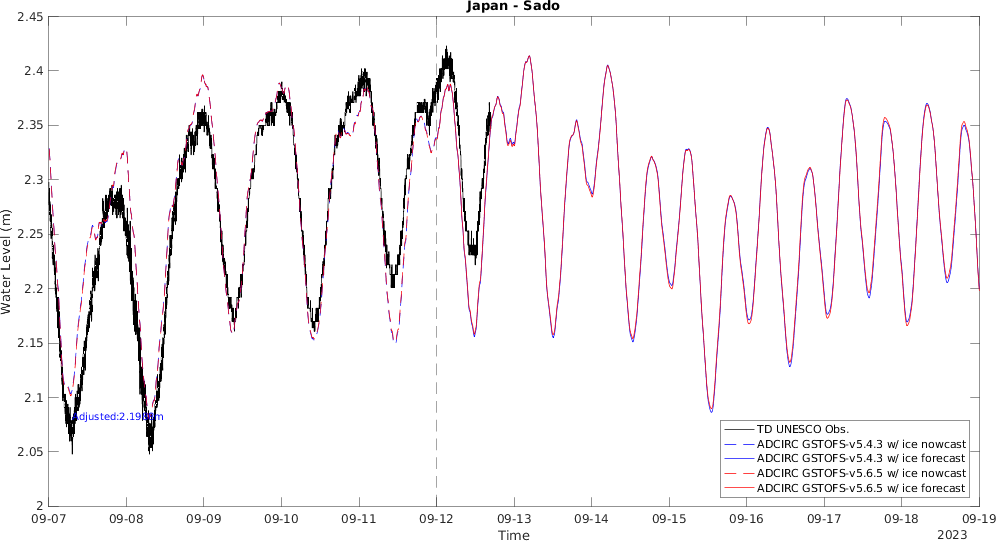 Japan - Sado
2.45
2.4
2.35
2.3
2.25
2.2
2.15
2.1
2.05
2
Water Level (m)
TD UNESCO Obs.
ADCIRC GSTOFS-v5.4.3 w/ ice nowcast
ADCIRC GSTOFS-v5.4.3 w/ ice forecast
ADCIRC GSTOFS-v5.6.5 w/ ice nowcast
ADCIRC GSTOFS-v5.6.5 w/ ice forecast
09-07 09-08 09-09 09-10 09-11 09-12 09-13 09-14 09-15 09-16 09-17 09-18 09-19
Time
2023